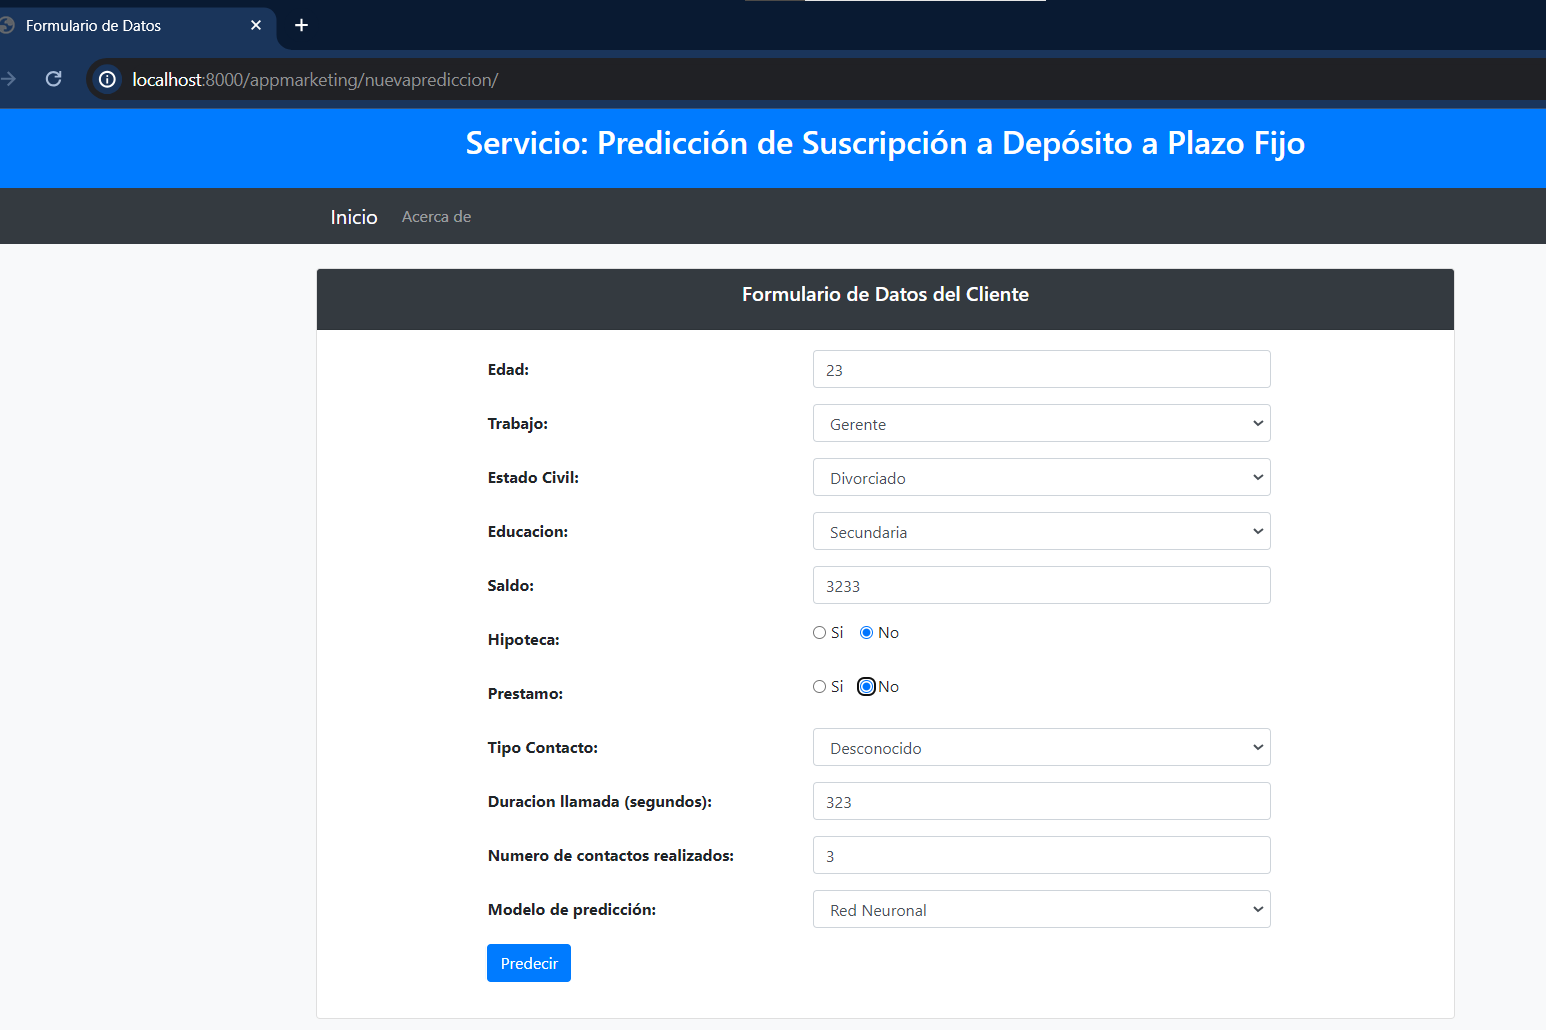 Formulario de Datos
localhost:8000/appmarketing/nuevaprediccion/
Servicio: Predicción de Suscripción a Depósito a Plazo Fijo
Inicio Acerca de
Formulario de Datos del Cliente
Edad: 23
Trabajo: Gerente
Estado Civil: Divorciado
Educacion: Secundaria
Saldo: 3233
Hipoteca: Si No
Prestamo: Si No
Tipo Contacto: Desconocido
Duracion llamada (segundos): 323
Numero de contactos realizados: 3
Modelo de predicción: Red Neuronal
Predecir